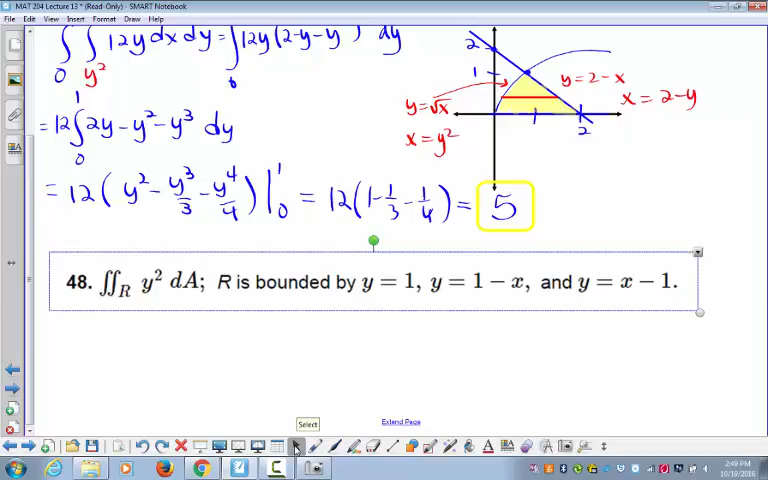 MAT 204 Lecture 13 * (Read-Only) - SMART Notebook
File Edit View Insert Format Draw Help
∫ ∫ 12y dx dy = ∫ 12y(2-y-y ) dy
0 y² 0
2
1
y = √x
y = 2 - x
x = 2 - y
x = y²
2
1
= 12 ∫ 2y - y² - y³ dy
0
= 12 ( y² - y³/3 - y⁴/4 ) |₀¹ = 12 ( 1 - 1/3 - 1/4 ) = 5
48. ∬_R y² dA; R is bounded by y = 1, y = 1 − x, and y = x − 1.
Select
Extend Page
2:49 PM
10/19/2016